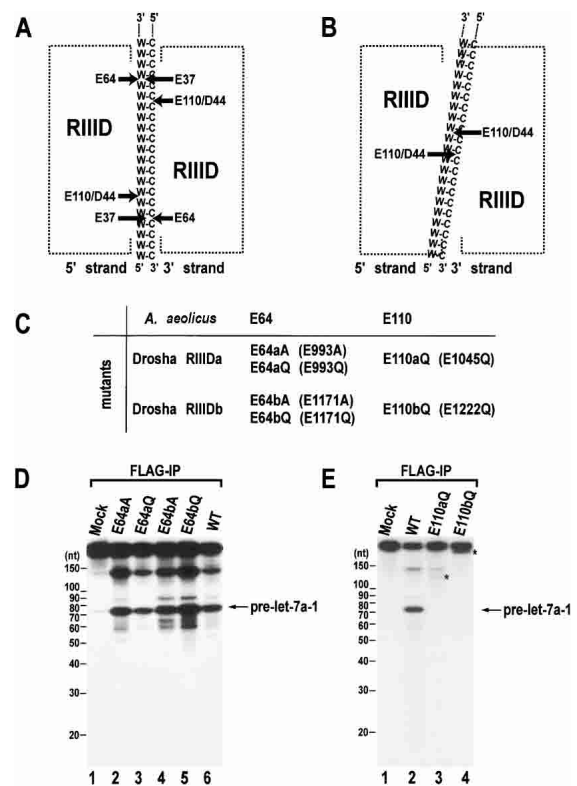 A
3' 5'
W-C
W-C
W-C
W-C
E64 W-C E37
W-C
W-C E110/D44
W-C
RIIID
W-C
W-C
W-C
RIIID
W-C
W-C
W-C
E110/D44 W-C
W-C
E37 W-C E64
W-C
W-C
W-C
5' strand 5' 3' 3' strand
B
3' 5'
W-C
W-C
W-C
W-C
RIIID
W-C
W-C
W-C
W-C E110/D44
W-C
E110/D44 W-C
W-C
W-C
RIIID
W-C
W-C
W-C
W-C
W-C
W-C
W-C
5' strand 5' 3' 3' strand
C
A. aeolicus E64 E110
mutants
Drosha RIIIDa E64aA (E993A) E110aQ (E1045Q)
E64aQ (E993Q)
Drosha RIIIDb E64bA (E1171A) E110bQ (E1222Q)
E64bQ (E1171Q)
D
FLAG-IP
Mock E64aA E64aQ E64bA E64bQ WT
(nt)
150
100
90
80
70
60
50
40
30
20
pre-let-7a-1
1 2 3 4 5 6
E
FLAG-IP
Mock WT E110aQ E110bQ
(nt)
150
100
90
80
70
60
50
40
30
20
*
*
pre-let-7a-1
1 2 3 4